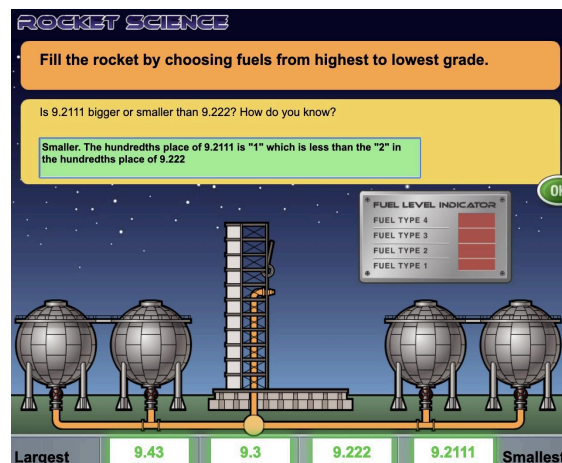 ROCKET SCIENCE
Fill the rocket by choosing fuels from highest to lowest grade.
Is 9.2111 bigger or smaller than 9.222? How do you know?
Smaller. The hundredths place of 9.2111 is "1" which is less than the "2" in
the hundredths place of 9.222
OK
FUEL LEVEL INDICATOR
FUEL TYPE 4
FUEL TYPE 3
FUEL TYPE 2
FUEL TYPE 1
Largest 9.43 9.3 9.222 9.2111 Smallest